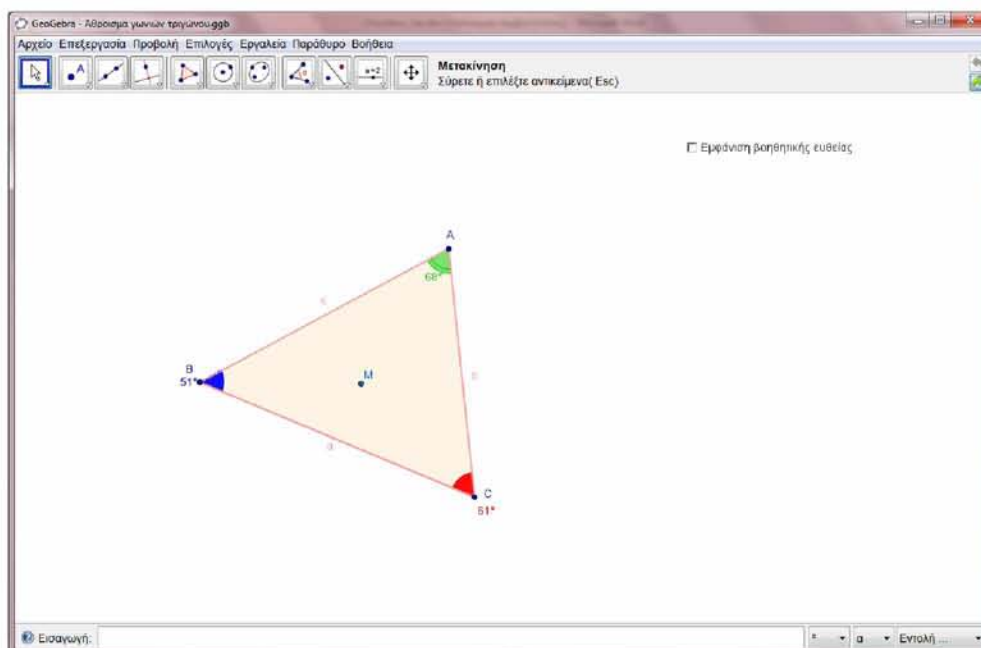 GeoGebra - Άθροισμα γωνιών τριγώνου.ggb
Αρχείο Επεξεργασία Προβολή Επιλογές Εργαλεία Παράθυρο Βοήθεια
A
α
a=2
Μετακίνηση
Σύρετε ή επιλέξτε αντικείμενα( Esc)
Εμφάνιση βοηθητικής ευθείας
A
68°
B
51°
M
C
61°
Εισαγωγή:
°
α
Εντολή ...